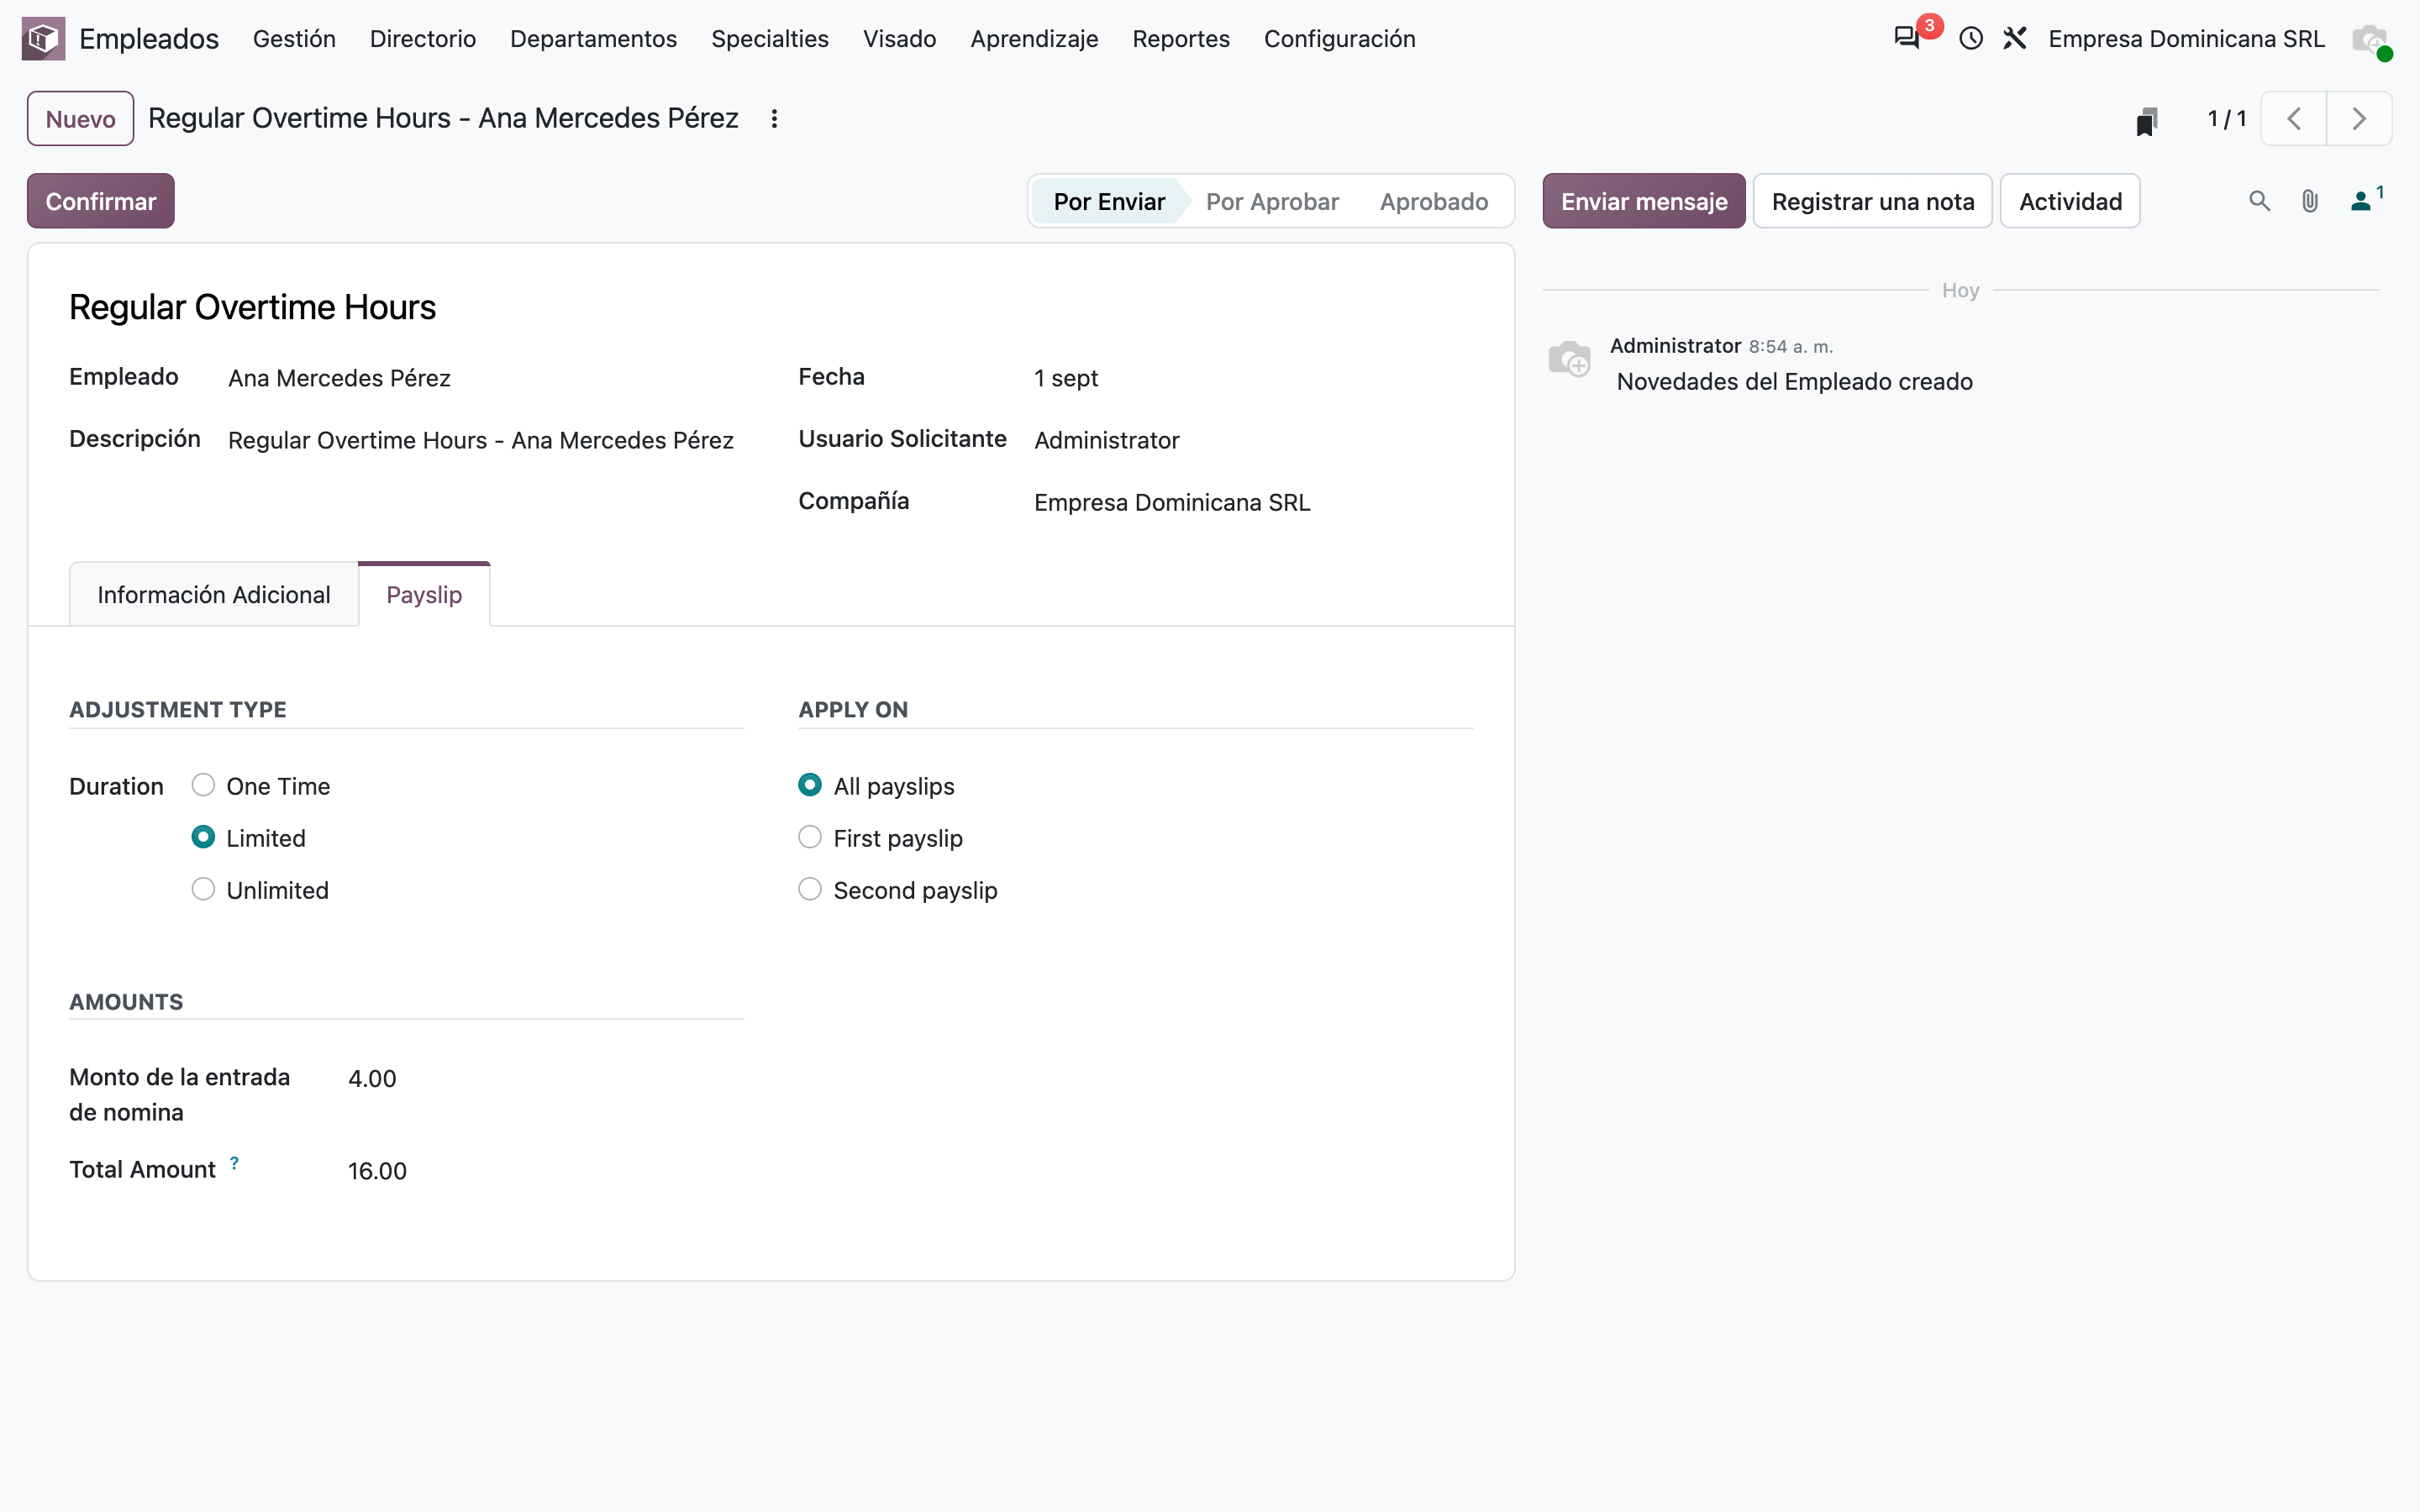 Empleados Gestión Directorio Departamentos Specialties Visado Aprendizaje Reportes Configuración 3 Empresa Dominicana SRL
Nuevo Regular Overtime Hours - Ana Mercedes Pérez 1 / 1
Confirmar Por Enviar Por Aprobar Aprobado Enviar mensaje Registrar una nota Actividad 1
Hoy
Administrator 8:54 a. m.
Novedades del Empleado creado
Regular Overtime Hours
Empleado Ana Mercedes Pérez Fecha 1 sept
Descripción Regular Overtime Hours - Ana Mercedes Pérez Usuario Solicitante Administrator
Compañía Empresa Dominicana SRL
Información Adicional Payslip
ADJUSTMENT TYPE APPLY ON
Duration One Time All payslips
Limited First payslip
Unlimited Second payslip
AMOUNTS
Monto de la entrada 4.00
de nomina
Total Amount ? 16.00